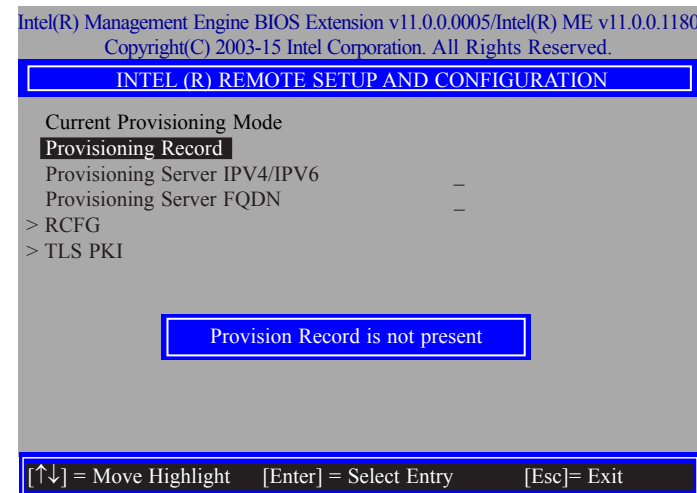 Intel(R) Management Engine BIOS Extension v11.0.0.0005/Intel(R) ME v11.0.0.1180
Copyright(C) 2003-15 Intel Corporation. All Rights Reserved.
INTEL (R) REMOTE SETUP AND CONFIGURATION
Current Provisioning Mode
Provisioning Record
Provisioning Server IPV4/IPV6 _
Provisioning Server FQDN _
> RCFG
> TLS PKI
Provision Record is not present
[↑↓] = Move Highlight [Enter] = Select Entry [Esc]= Exit